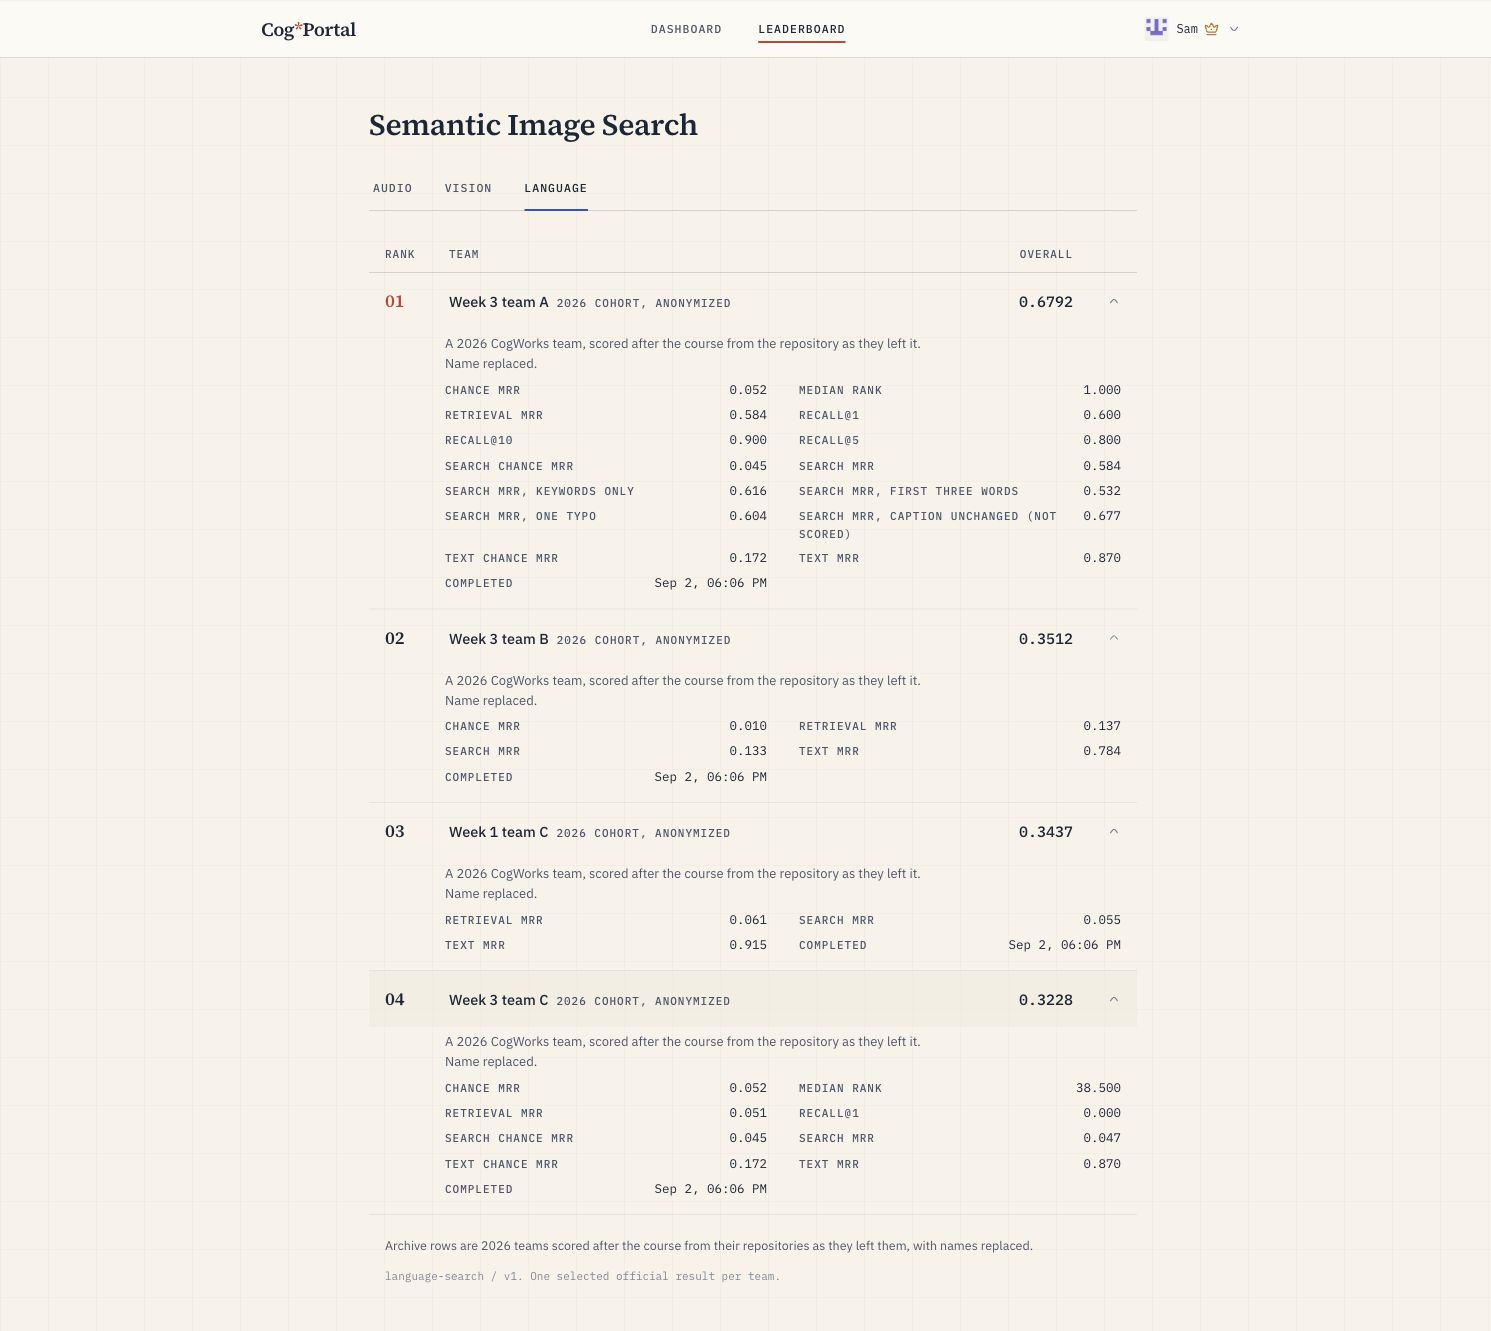 Cog*Portal
DASHBOARD
LEADERBOARD
Sam
Semantic Image Search
AUDIO
VISION
LANGUAGE
RANK TEAM OVERALL
01 Week 3 team A 2026 COHORT, ANONYMIZED 0.6792
A 2026 CogWorks team, scored after the course from the repository as they left it.
Name replaced.
CHANCE MRR 0.052 MEDIAN RANK 1.000
RETRIEVAL MRR 0.584 RECALL@1 0.600
RECALL@10 0.900 RECALL@5 0.800
SEARCH CHANCE MRR 0.045 SEARCH MRR 0.584
SEARCH MRR, KEYWORDS ONLY 0.616 SEARCH MRR, FIRST THREE WORDS 0.532
SEARCH MRR, ONE TYPO 0.604 SEARCH MRR, CAPTION UNCHANGED (NOT 0.677
SCORED)
TEXT CHANCE MRR 0.172 TEXT MRR 0.870
COMPLETED Sep 2, 06:06 PM
02 Week 3 team B 2026 COHORT, ANONYMIZED 0.3512
A 2026 CogWorks team, scored after the course from the repository as they left it.
Name replaced.
CHANCE MRR 0.010 RETRIEVAL MRR 0.137
SEARCH MRR 0.133 TEXT MRR 0.784
COMPLETED Sep 2, 06:06 PM
03 Week 1 team C 2026 COHORT, ANONYMIZED 0.3437
A 2026 CogWorks team, scored after the course from the repository as they left it.
Name replaced.
RETRIEVAL MRR 0.061 SEARCH MRR 0.055
TEXT MRR 0.915 COMPLETED Sep 2, 06:06 PM
04 Week 3 team C 2026 COHORT, ANONYMIZED 0.3228
A 2026 CogWorks team, scored after the course from the repository as they left it.
Name replaced.
CHANCE MRR 0.052 MEDIAN RANK 38.500
RETRIEVAL MRR 0.051 RECALL@1 0.000
SEARCH CHANCE MRR 0.045 SEARCH MRR 0.047
TEXT CHANCE MRR 0.172 TEXT MRR 0.870
COMPLETED Sep 2, 06:06 PM
Archive rows are 2026 teams scored after the course from their repositories as they left them, with names replaced.
language-search / v1. One selected official result per team.